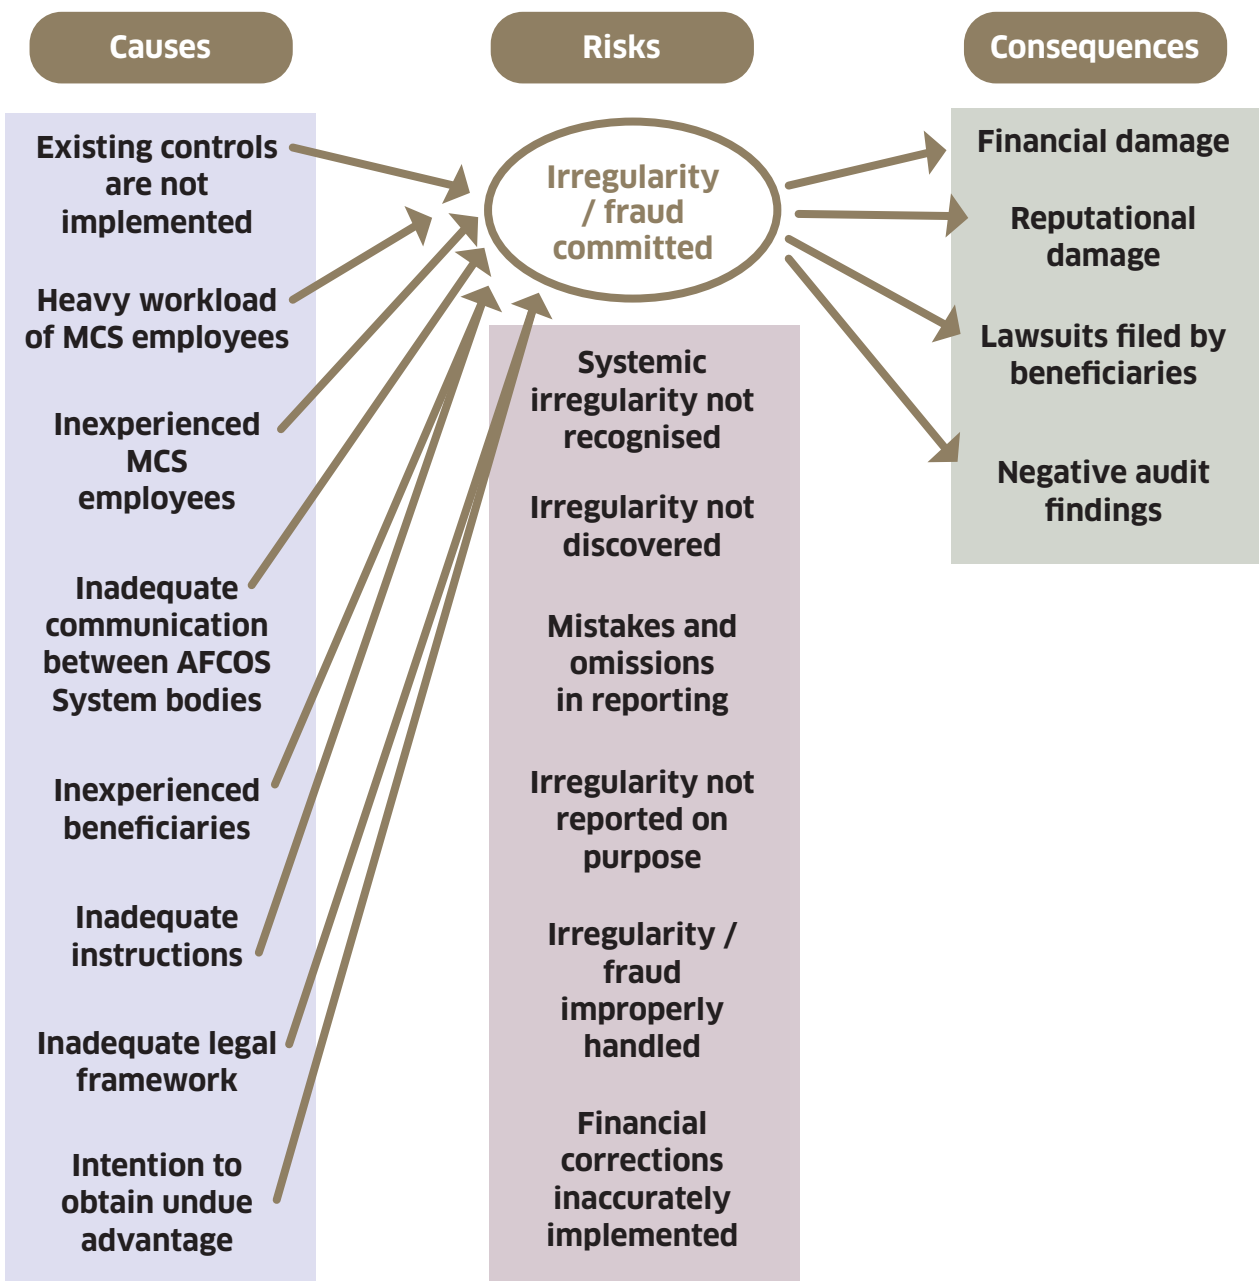 Causes
Existing controls
are not
implemented
Heavy workload
of MCS employees
Inexperienced
MCS
employees
Inadequate
communication
between AFCOS
System bodies
Inexperienced
beneficiaries
Inadequate
instructions
Inadequate legal
framework
Intention to
obtain undue
advantage
Risks
Irregularity
/ fraud
committed
Systemic
irregularity not
recognised
Irregularity not
discovered
Mistakes and
omissions
in reporting
Irregularity not
reported on
purpose
Irregularity /
fraud
improperly
handled
Financial
corrections
inaccurately
implemented
Consequences
Financial damage
Reputational
damage
Lawsuits filed by
beneficiaries
Negative audit
findings